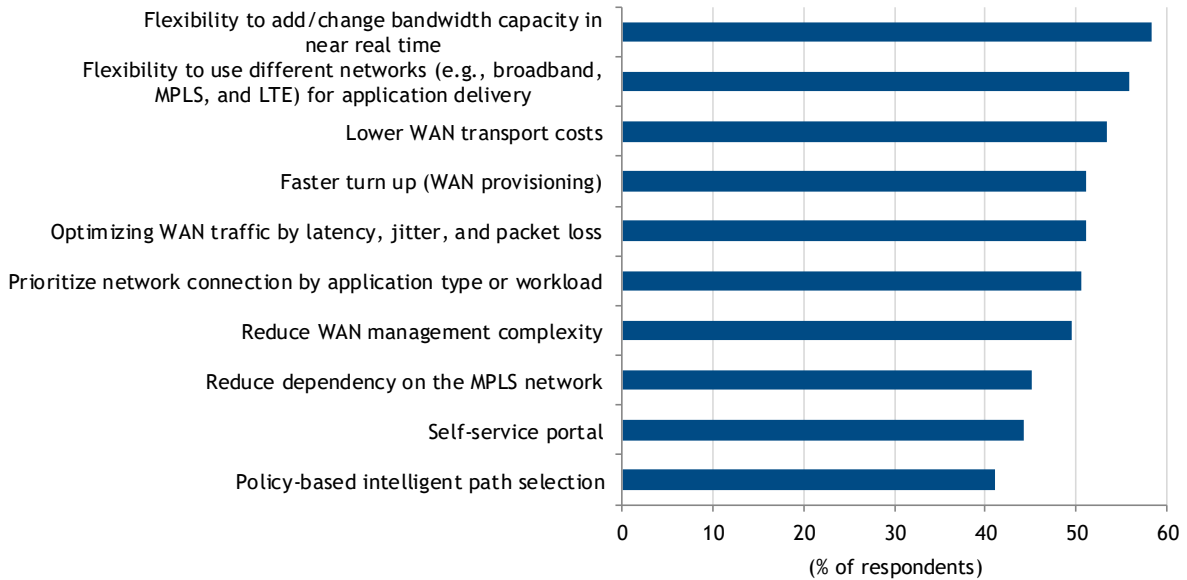 Flexibility to add/change bandwidth capacity in
near real time
Flexibility to use different networks (e.g., broadband,
MPLS, and LTE) for application delivery
Lower WAN transport costs
Faster turn up (WAN provisioning)
Optimizing WAN traffic by latency, jitter, and packet loss
Prioritize network connection by application type or workload
Reduce WAN management complexity
Reduce dependency on the MPLS network
Self-service portal
Policy-based intelligent path selection
0 10 20 30 40 50 60
(% of respondents)